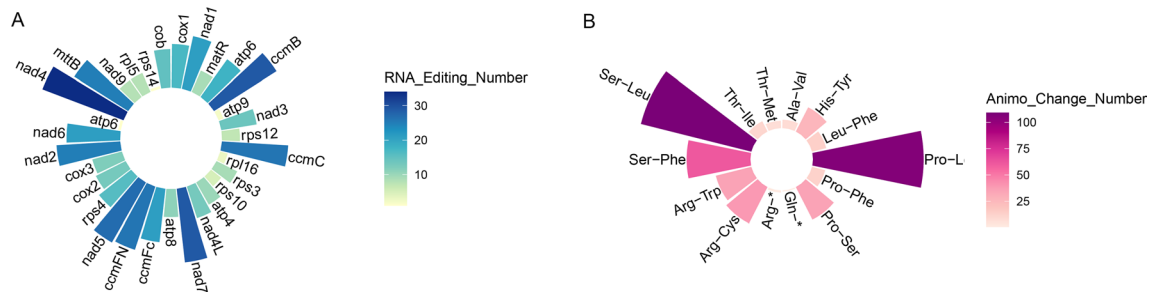 A
cob
cox1
nad1
matR
atp6
ccmB
atp9
nad3
rps12
ccmC
rpl16
rps3
rps10
atp4
nad4L
nad7
atp8
ccmFc
ccmFN
nad5
rps4
cox2
cox3
nad2
nad6
atp6
nad4
mttB
nad9
rpl5
rps14
RNA_Editing_Number
30
20
10
B
Ser-Leu
Thr-Ile
Thr-Met
Ala-Val
His-Tyr
Leu-Phe
Pro-L
Pro-Phe
Pro-Ser
Gln-*
Arg-*
Arg-Cys
Arg-Trp
Ser-Phe
Animo_Change_Number
100
75
50
25